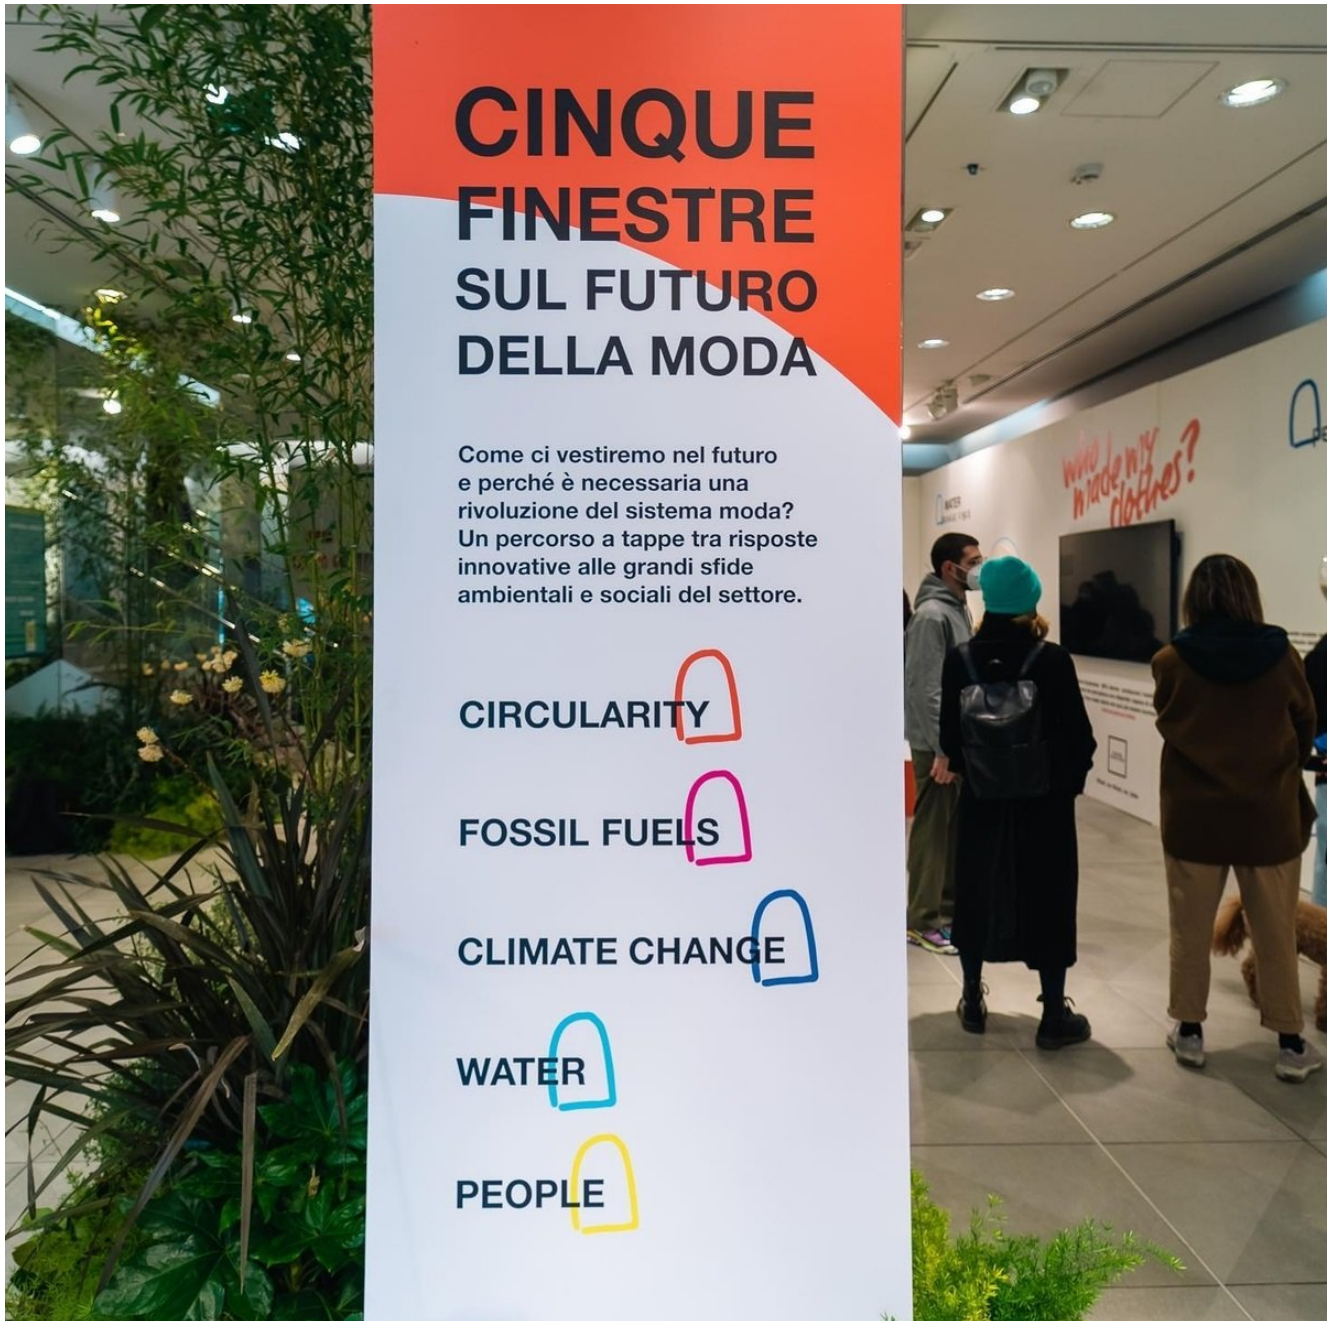 CINQUE
FINESTRE
SUL FUTURO
DELLA MODA
Come ci vestiremo nel futuro
e perché è necessaria una
rivoluzione del sistema moda?
Un percorso a tappe tra risposte
innovative alle grandi sfide
ambientali e sociali del settore.
CIRCULARITY
FOSSIL FUELS
CLIMATE CHANGE
WATER
PEOPLE
WATER
who
made my
clothes?